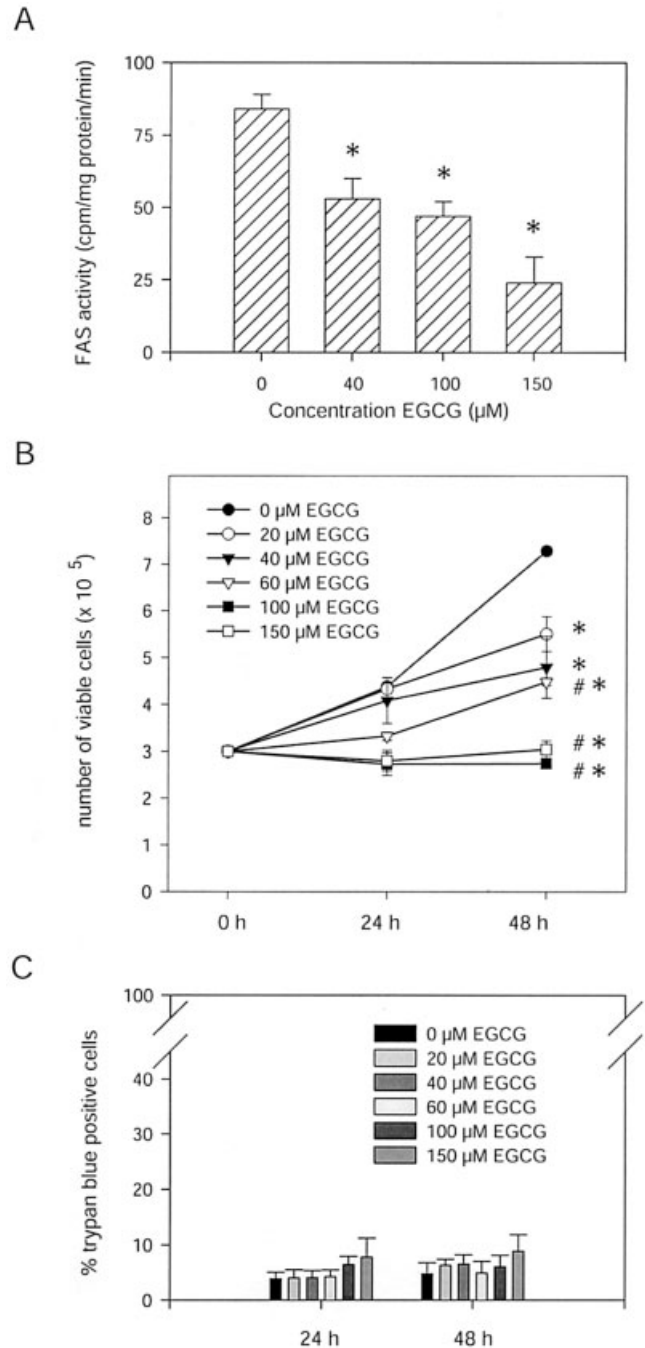 A
FAS activity (cpm/mg protein/min)
100
75
50
25
0
*
*
*
0 40 100 150
Concentration EGCG (µM)
B
number of viable cells (x 10 5)
8
7
6
5
4
3
2
1
0
0 µM EGCG
20 µM EGCG
40 µM EGCG
60 µM EGCG
100 µM EGCG
150 µM EGCG
*
*
# *
# *
# *
0 h 24 h 48 h
C
% trypan blue positive cells
100
40
30
20
10
0
0 µM EGCG
20 µM EGCG
40 µM EGCG
60 µM EGCG
100 µM EGCG
150 µM EGCG
24 h 48 h